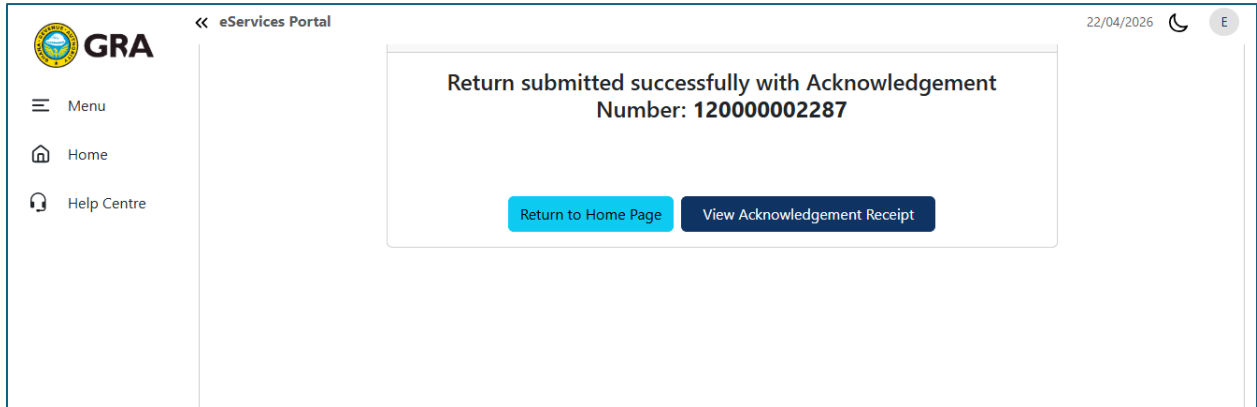 eServices Portal
22/04/2026
E
GRA
Menu
Home
Help Centre
Return submitted successfully with Acknowledgement
Number: 120000002287
Return to Home Page
View Acknowledgement Receipt